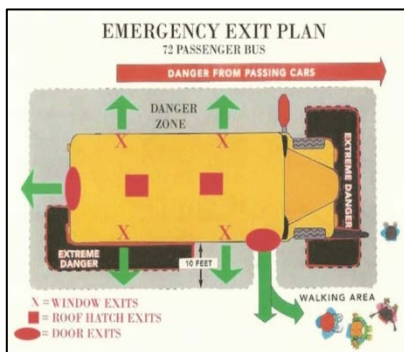 EMERGENCY EXIT PLAN
72 PASSENGER BUS
DANGER FROM PASSING CARS
DANGER
ZONE
X X
EXTREME DANGER
X X
EXTREME
DANGER
10 FEET
WALKING AREA
X = WINDOW EXITS
= ROOF HATCH EXITS
= DOOR EXITS